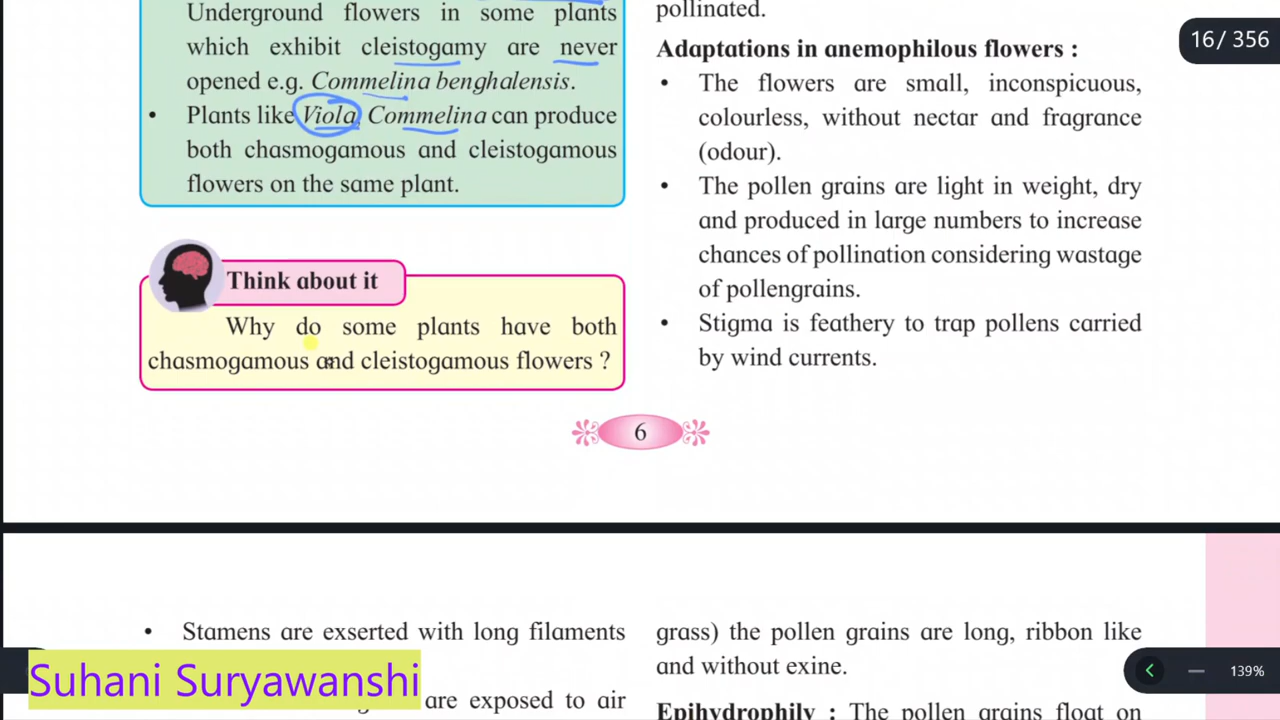 Underground flowers in some plants
which exhibit cleistogamy are never
opened e.g. Commelina benghalensis.
• Plants like Viola, Commelina can produce
both chasmogamous and cleistogamous
flowers on the same plant.
Think about it
Why do some plants have both
chasmogamous and cleistogamous flowers ?
pollinated.
Adaptations in anemophilous flowers :
• The flowers are small, inconspicuous,
colourless, without nectar and fragrance
(odour).
• The pollen grains are light in weight, dry
and produced in large numbers to increase
chances of pollination considering wastage
of pollengrains.
• Stigma is feathery to trap pollens carried
by wind currents.
6
16/ 356
• Stamens are exserted with long filaments
are exposed to air
grass) the pollen grains are long, ribbon like
and without exine.
Epihydrophily : The pollen grains float on
Suhani Suryawanshi
139%